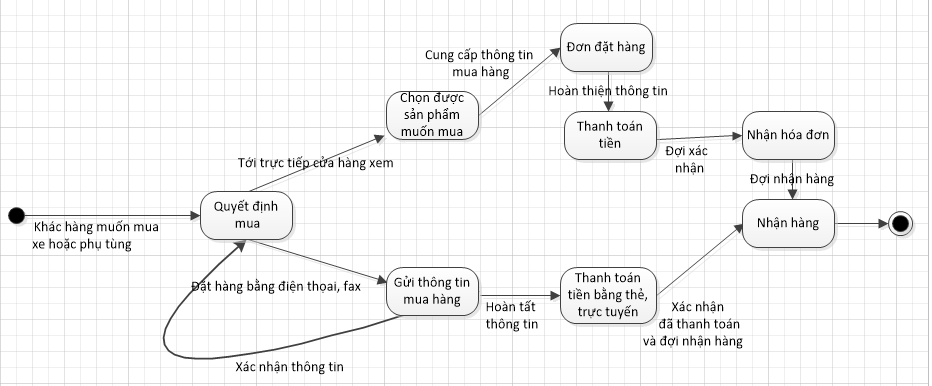 Đơn đặt hàng
Cung cấp thông tin
mua hàng
Hoàn thiện thông tin
Chọn được
sản phẩm
muốn mua
Thanh toán
tiền
Nhận hóa đơn
Đợi xác
nhận
Tới trực tiếp cửa hàng xem
Đợi nhận hàng
Quyết định
mua
Khác hàng muốn mua
xe hoặc phụ tùng
Nhận hàng
Đặt hàng bằng điện thọai, fax
Gửi thông tin
mua hàng
Hoàn tất
thông tin
Thanh toán
tiền bằng thẻ,
trực tuyến
Xác nhận
đã thanh toán
và đợi nhận hàng
Xác nhận thông tin